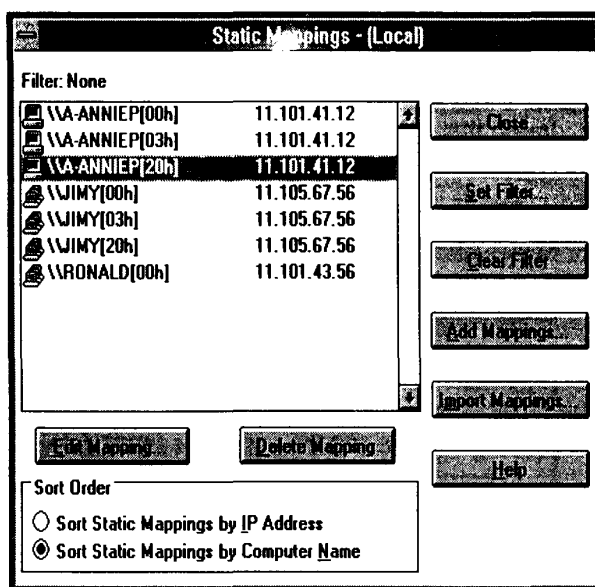 Static Mappings - (Local)
Filter: None
\\A-ANNIEP[00h] 11.101.41.12
\\A-ANNIEP[03h] 11.101.41.12
\\A-ANNIEP[20h] 11.101.41.12
\\JIMY[00h] 11.105.67.56
\\JIMY[03h] 11.105.67.56
\\JIMY[20h] 11.105.67.56
\\RONALD[00h] 11.101.43.56
Close
Set Filter...
Clear Filter
Add Mappings...
Import Mappings...
Edit Mapping...
Delete Mapping
Help
Sort Order
Sort Static Mappings by IP Address
Sort Static Mappings by Computer Name